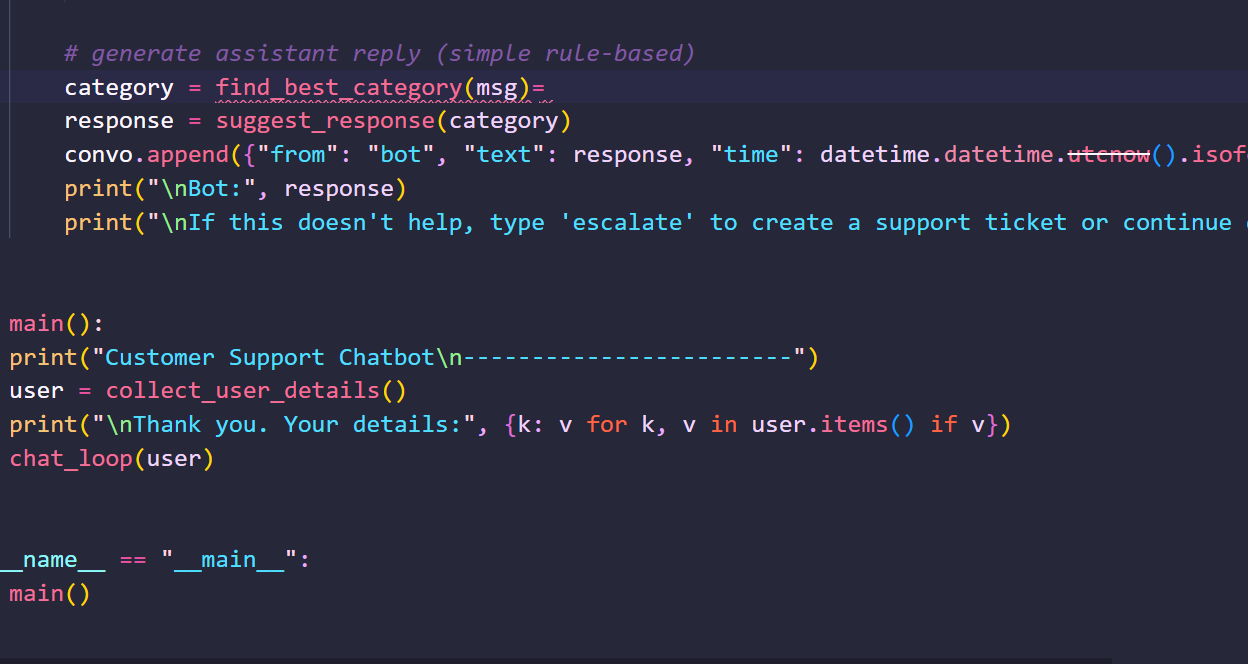 # generate assistant reply (simple rule-based)
category = find_best_category(msg)=
response = suggest_response(category)
convo.append({"from": "bot", "text": response, "time": datetime.datetime.utcnow().isof
print("\nBot:", response)
print("\nIf this doesn't help, type 'escalate' to create a support ticket or continue
main():
print("Customer Support Chatbot\n------------------------")
user = collect_user_details()
print("\nThank you. Your details:", {k: v for k, v in user.items() if v})
chat_loop(user)
__name__ == "__main__":
main()